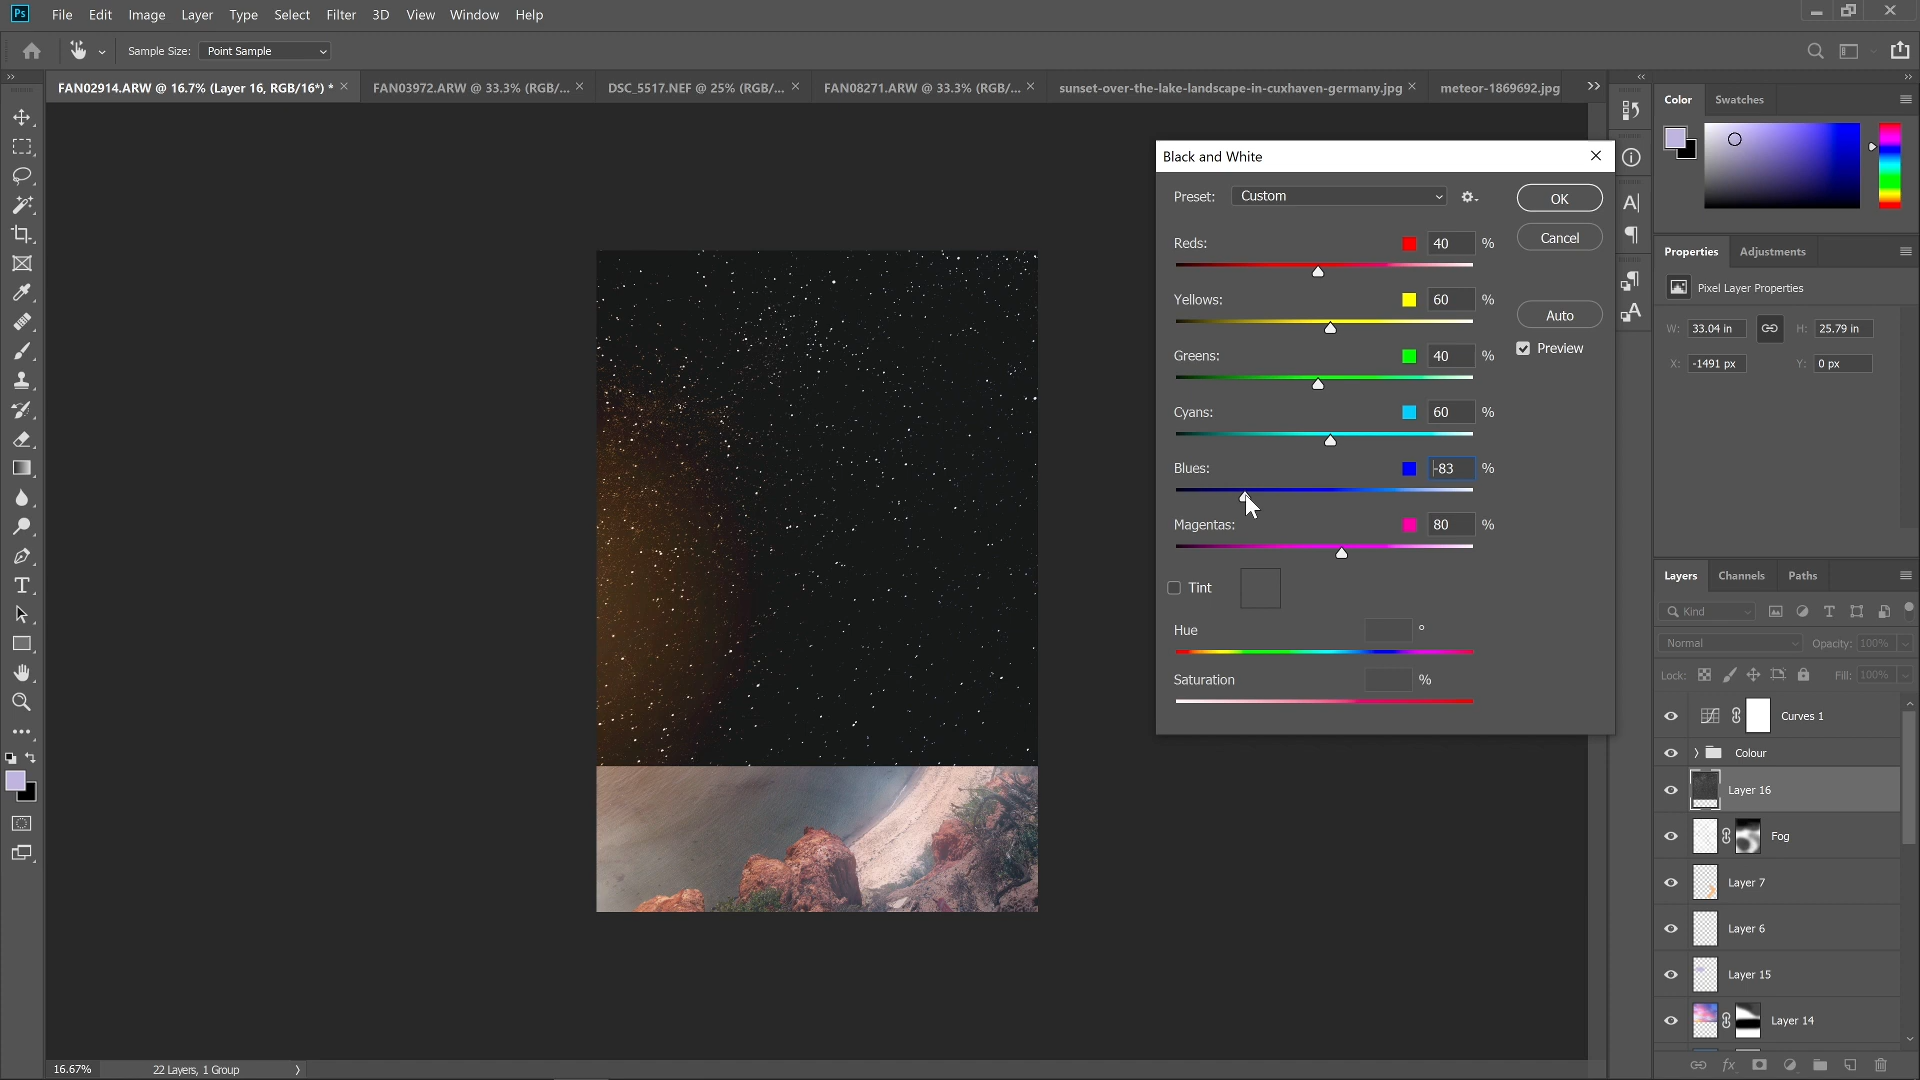 Ps File Edit Image Layer Type Select Filter 3D View Window Help
Sample Size: Point Sample
FAN02914.ARW @ 16.7% (Layer 16, RGB/16*) * FAN03972.ARW @ 33.3% (RGB/... DSC_5517.NEF @ 25% (RGB/... FAN08271.ARW @ 33.3% (RGB/... sunset-over-the-lake-landscape-in-cuxhaven-germany.jpg meteor-1869692.jpg
Color Swatches
Black and White
Preset: Custom
OK
Cancel
Auto
Preview
Reds: 40 %
Yellows: 60 %
Greens: 40 %
Cyans: 60 %
Blues: -83 %
Magentas: 80 %
Tint
Hue °
Saturation %
Properties Adjustments
Pixel Layer Properties
W: 33.04 in H: 25.79 in
X: -1491 px Y: 0 px
Layers Channels Paths
Kind
Normal Opacity: 100%
Lock: Fill: 100%
Curves 1
Colour
Layer 16
Fog
Layer 7
Layer 6
Layer 15
Layer 14
fx
16.67% 22 Layers, 1 Group